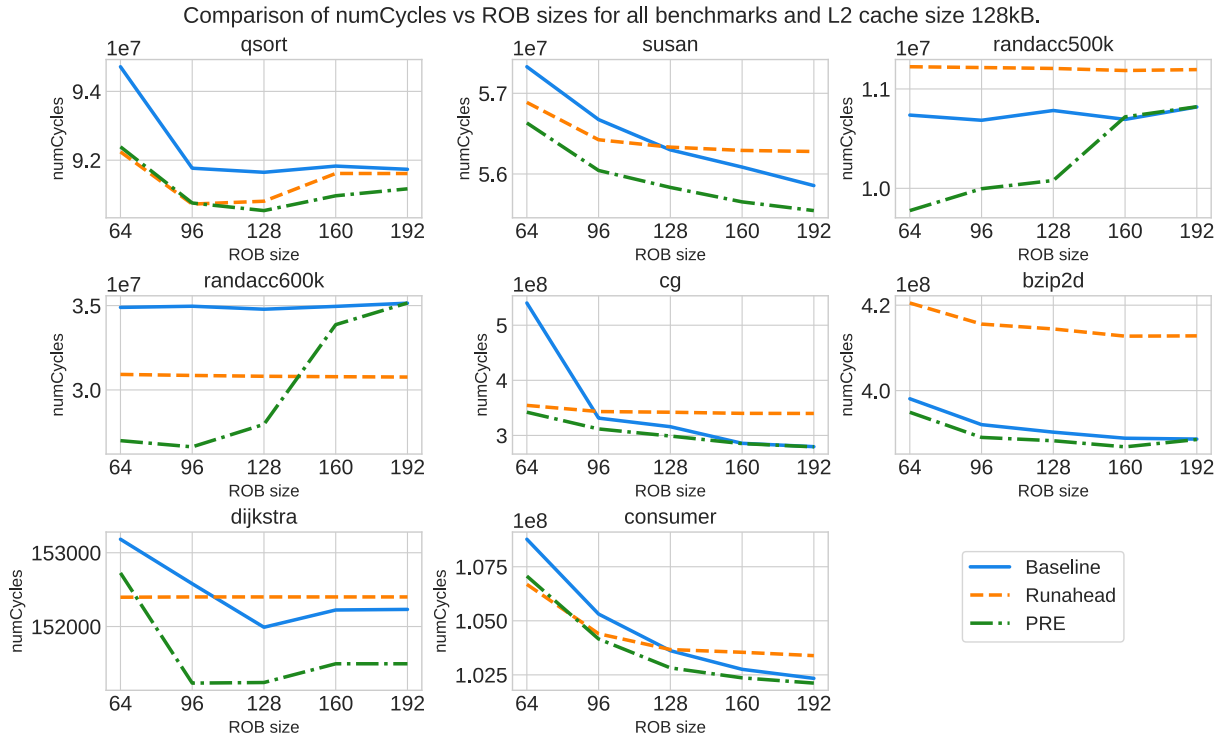 Comparison of numCycles vs ROB sizes for all benchmarks and L2 cache size 128kB.
qsort
1e7
9.4
9.2
numCycles
64 96 128 160 192
ROB size
susan
1e7
5.7
5.6
numCycles
64 96 128 160 192
ROB size
randacc500k
1e7
1.1
1.0
numCycles
64 96 128 160 192
ROB size
randacc600k
1e7
3.5
3.0
numCycles
64 96 128 160 192
ROB size
cg
1e8
5
4
3
numCycles
64 96 128 160 192
ROB size
bzip2d
1e8
4.2
4.0
numCycles
64 96 128 160 192
ROB size
dijkstra
153000
152000
numCycles
64 96 128 160 192
ROB size
consumer
1e8
1.075
1.050
1.025
numCycles
64 96 128 160 192
ROB size
Baseline
Runahead
PRE